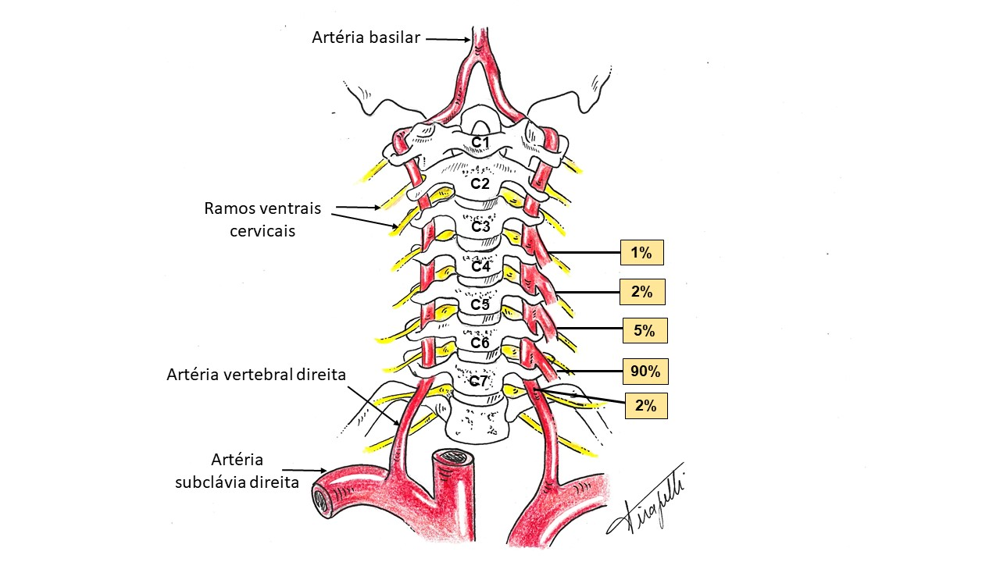 Artéria basilar
C1
C2
Ramos ventrais
cervicais
C3
1%
C4
2%
C5
5%
C6
90%
Artéria vertebral direita
C7
2%
Artéria
subclávia direita